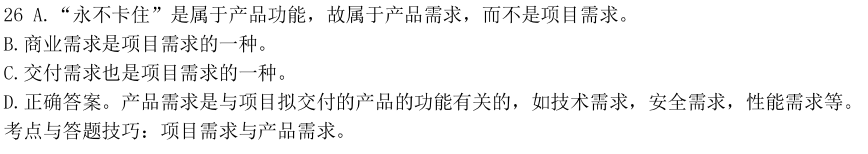 26 A.“永不卡住”是属于产品功能，故属于产品需求，而不是项目需求。
B.商业需求是项目需求的一种。
C.交付需求也是项目需求的一种。
D.正确答案。产品需求是与项目拟交付的产品的功能有关的，如技术需求，安全需求，性能需求等。
考点与答题技巧：项目需求与产品需求。